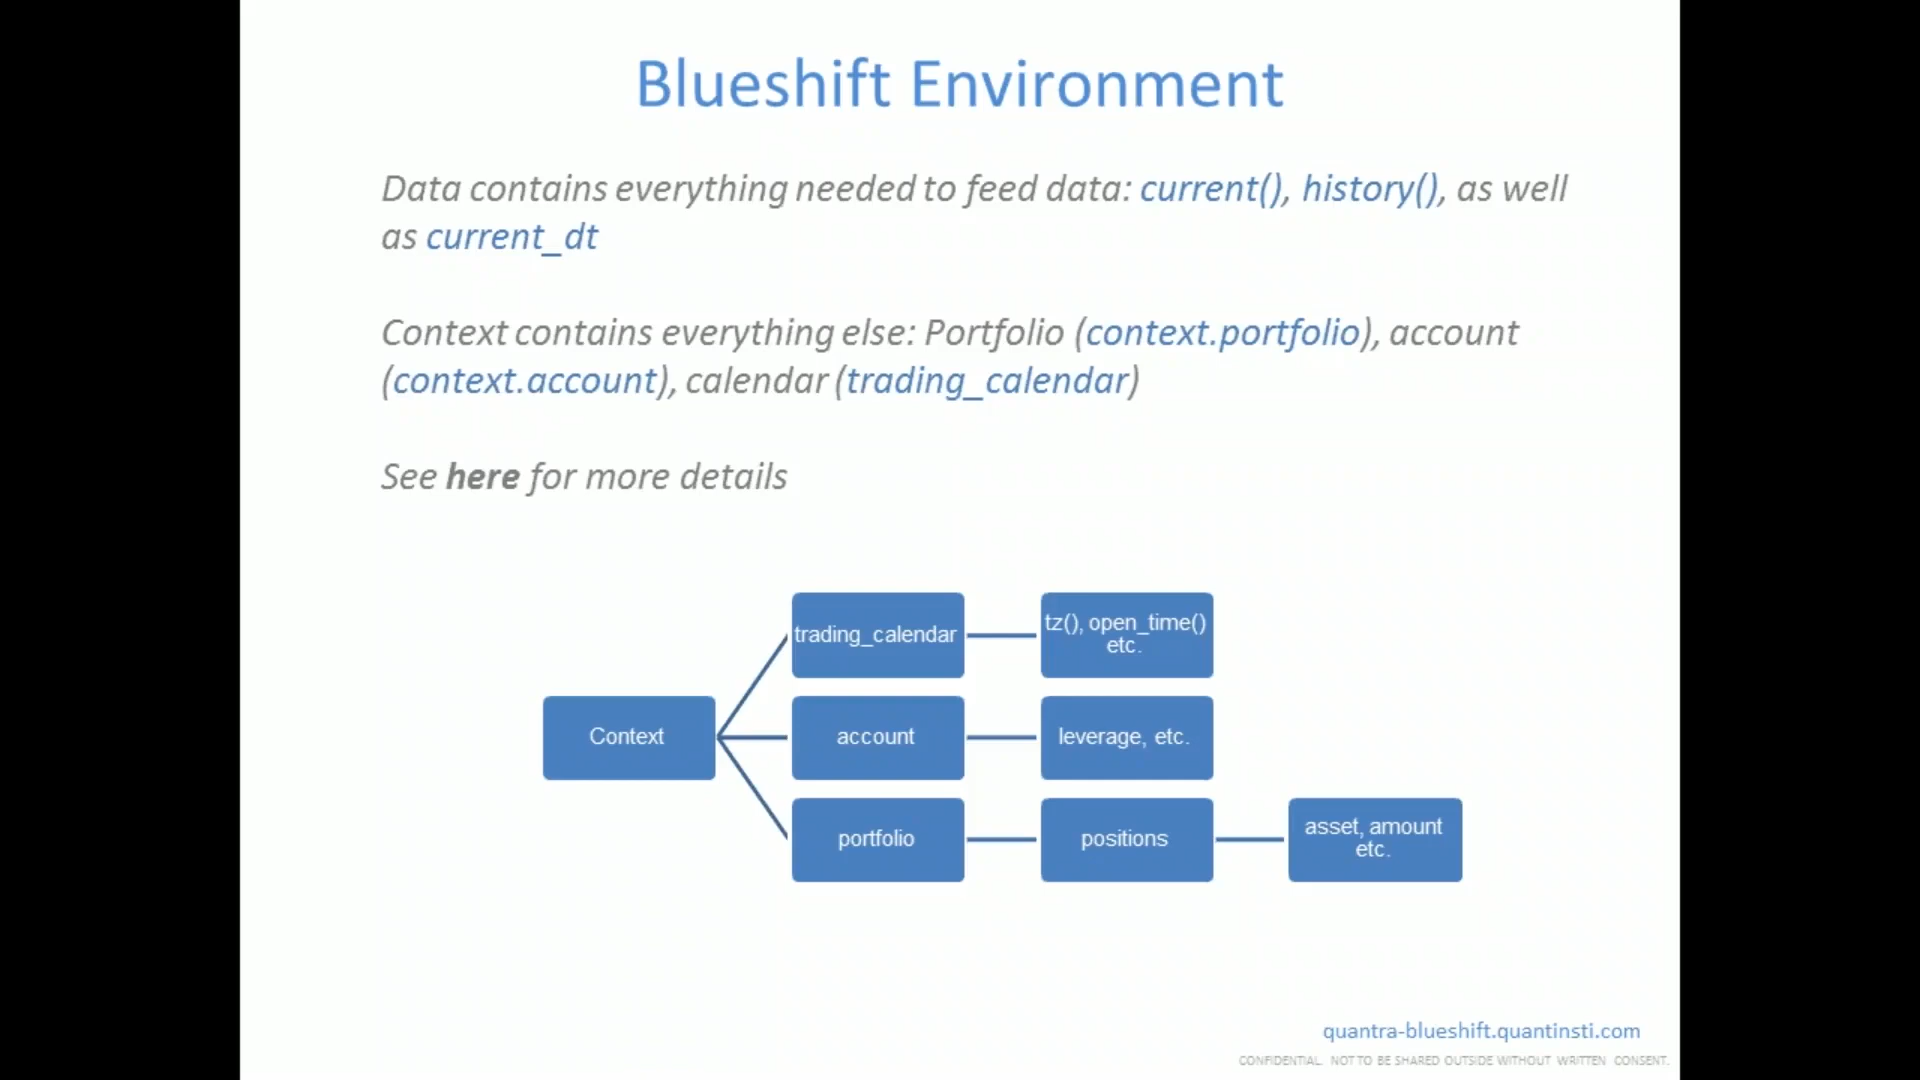 Blueshift Environment
Data contains everything needed to feed data: current(), history(), as well
as current_dt
Context contains everything else: Portfolio (context.portfolio), account
(context.account), calendar (trading_calendar)
See here for more details
trading_calendar
tz(), open_time()
etc.
Context
account
leverage, etc.
portfolio
positions
asset, amount
etc.
quantra-blueshift.quantinsti.com
CONFIDENTIAL. NOT TO BE SHARED OUTSIDE WITHOUT WRITTEN CONSENT.